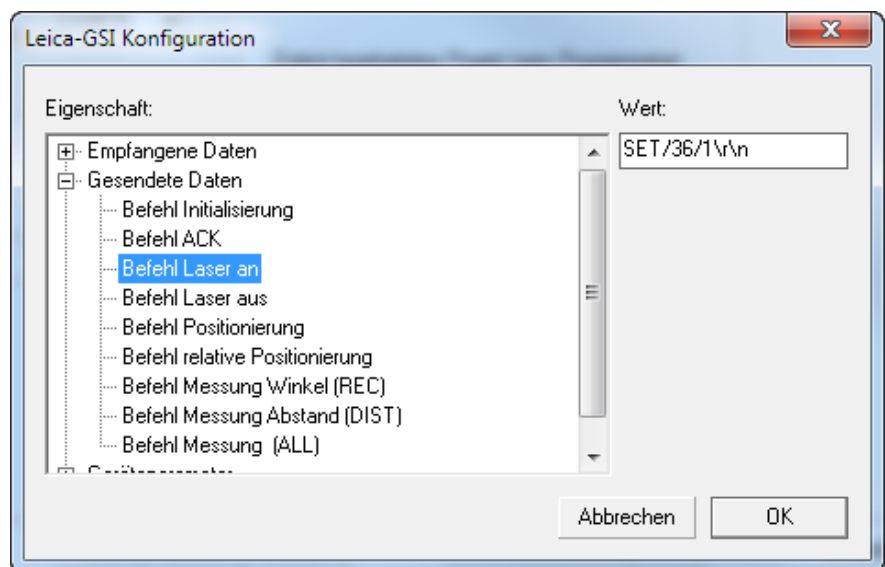 Leica-GSI Konfiguration
Eigenschaft:
Wert:
Empfangene Daten
SET/36/1\r\n
Gesendete Daten
Befehl Initialisierung
Befehl ACK
Befehl Laser an
Befehl Laser aus
Befehl Positionierung
Befehl relative Positionierung
Befehl Messung Winkel (REC)
Befehl Messung Abstand (DIST)
Befehl Messung (ALL)
Abbrechen
OK